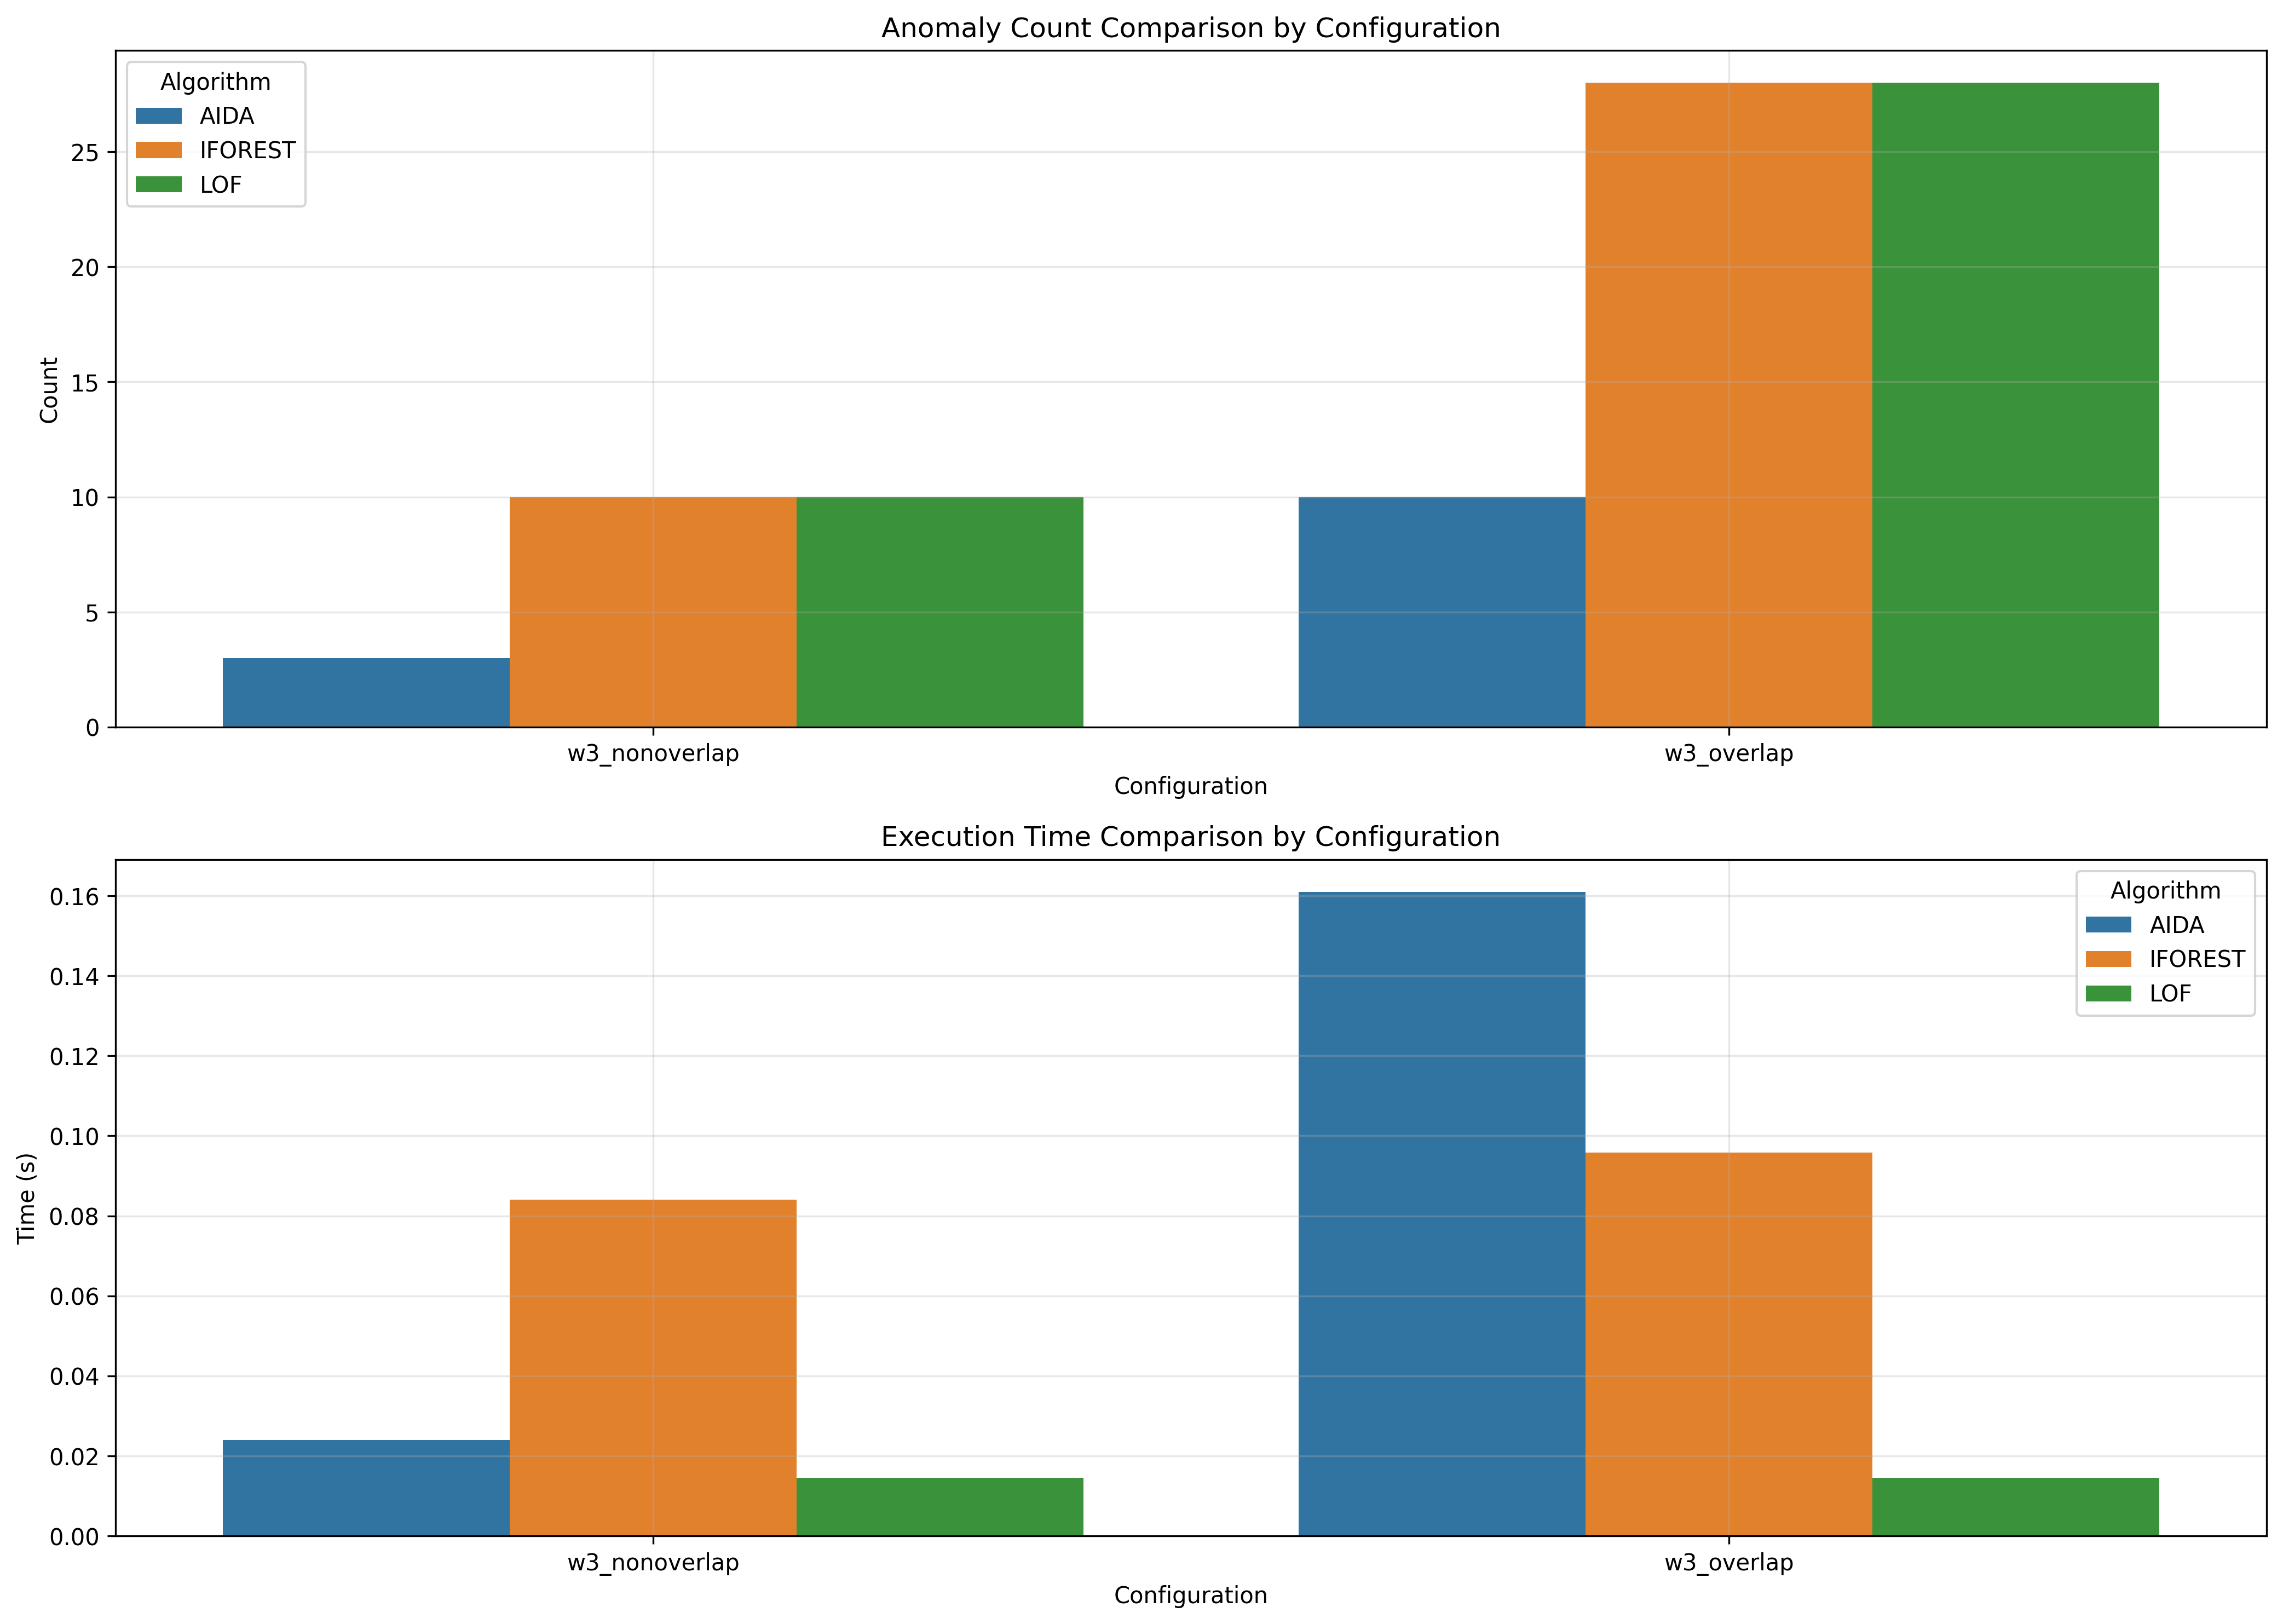 Anomaly Count Comparison by Configuration
Algorithm
AIDA
IFOREST
LOF
25
20
15
10
5
0
Count
w3_nonoverlap
w3_overlap
Configuration
Execution Time Comparison by Configuration
Algorithm
AIDA
IFOREST
LOF
0.16
0.14
0.12
0.10
0.08
0.06
0.04
0.02
0.00
Time (s)
w3_nonoverlap
w3_overlap
Configuration